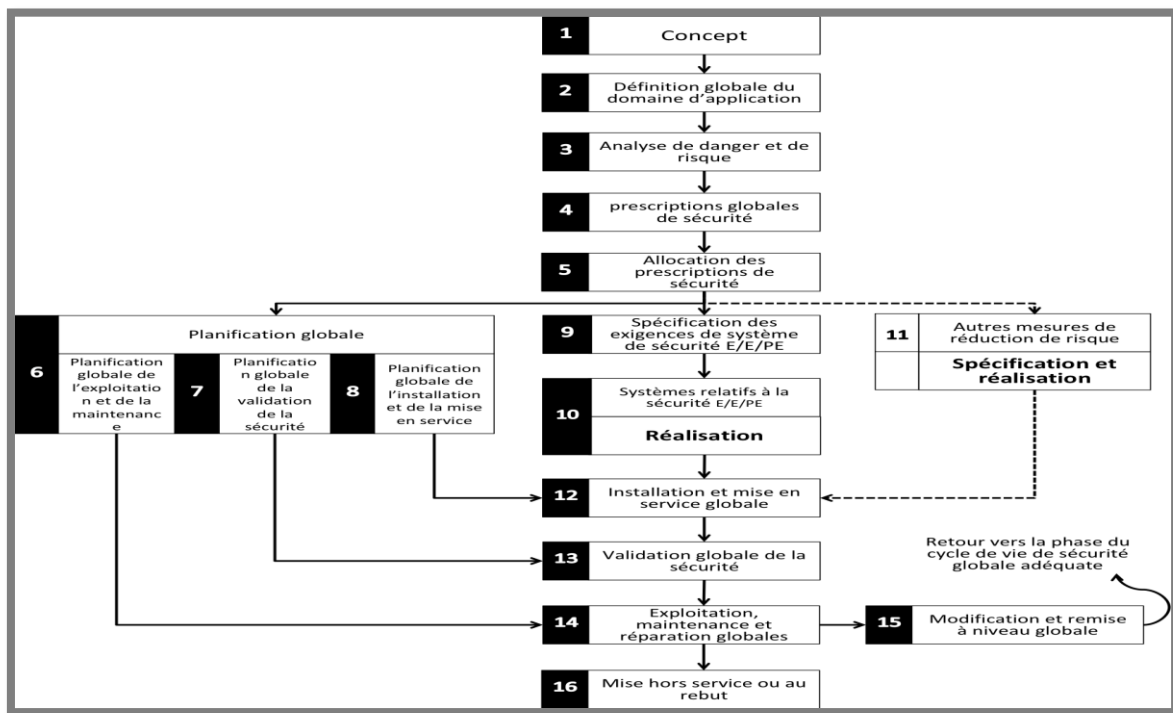 1
Concept
2
Définition globale du
domaine d'application
3
Analyse de danger et de
risque
4
prescriptions globales
de sécurité
5
Allocation des
prescriptions de
sécurité
Planification globale
6
Planification
globale de
l'exploitatio
n et de la
maintenanc
e
7
Planificatio
n globale
de la
validation
de la
sécurité
8
Planification
globale de
l'installation
et de la mise
en service
9
Spécification des
exigences de système
de sécurité E/E/PE
10
Systèmes relatifs à la
sécurité E/E/PE
Réalisation
11
Autres mesures de
réduction de risque
Spécification et
réalisation
12
Installation et mise en
service globale
13
Validation globale de la
sécurité
Retour vers la phase du
cycle de vie de sécurité
globale adéquate
14
Exploitation,
maintenance et
réparation globales
15
Modification et remise
à niveau globale
16
Mise hors service ou au
rebut